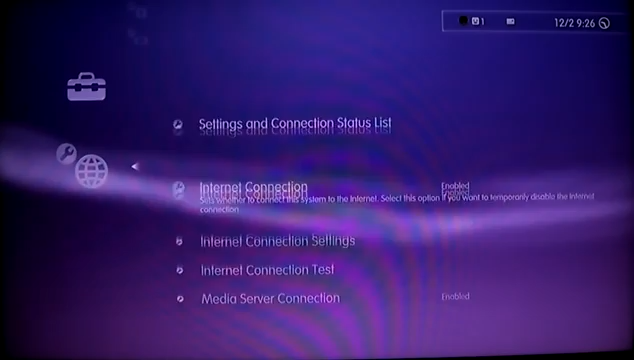 1
12/2 9:26
Settings and Connection Status List
Internet Connection Enabled
Sets whether to connect this system to the Internet. Select this option if you want to temporarily disable the Internet
connection.
Internet Connection Settings
Internet Connection Test
Media Server Connection Enabled